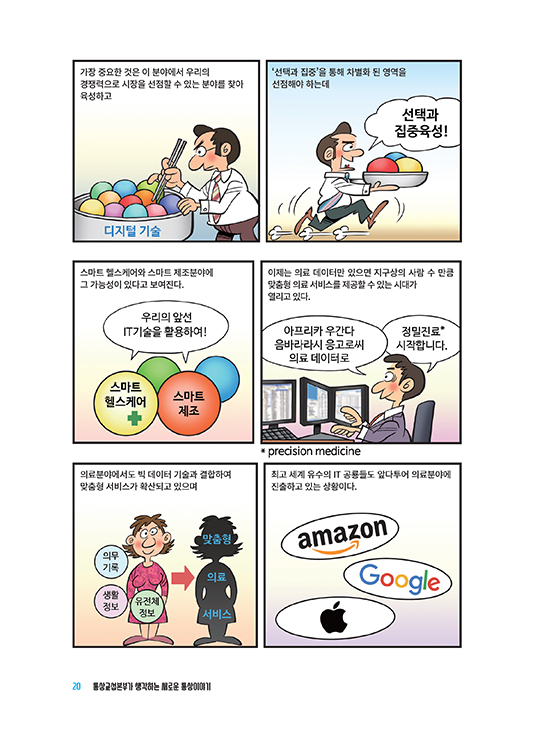 가장 중요한 것은 이 분야에서 우리의
경쟁력으로 시장을 선점할 수 있는 분야를 찾아
육성하고
디지털 기술
‘선택과 집중’을 통해 차별화 된 영역을
선점해야 하는데
선택과
집중육성!
스마트 헬스케어와 스마트 제조분야에
그 가능성이 있다고 보여진다.
우리의 앞선
IT기술을 활용하여!
스마트
헬스케어
스마트
제조
이제는 의료 데이터만 있으면 지구상의 사람 수 만큼
맞춤형 의료 서비스를 제공할 수 있는 시대가
열리고 있다.
아프리카 우간다
음바라라시 응고로씨
의료 데이터로
정밀진료*
시작합니다.
* precision medicine
의료분야에서도 빅 데이터 기술과 결합하여
맞춤형 서비스가 확산되고 있으며
의무
기록
생활
정보
유전체
정보
맞춤형
의료
서비스
최고 세계 유수의 IT 공룡들도 앞다투어 의료분야에
진출하고 있는 상황이다.
amazon
Google
20 통상교섭본부가 생각하는 새로운 통상이야기